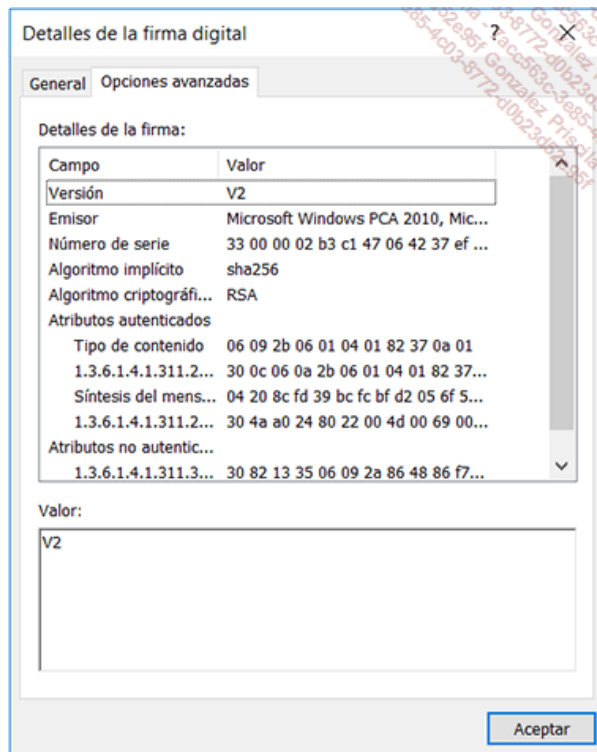 Detalles de la firma digital ? ✕
General Opciones avanzadas
Detalles de la firma:
Campo Valor
Versión V2
Emisor Microsoft Windows PCA 2010, Mic...
Número de serie 33 00 00 02 b3 c1 47 06 42 37 ef ...
Algoritmo implícito sha256
Algoritmo criptográfi... RSA
Atributos autenticados
Tipo de contenido 06 09 2b 06 01 04 01 82 37 0a 01
1.3.6.1.4.1.311.2... 30 0c 06 0a 2b 06 01 04 01 82 37...
Síntesis del mens... 04 20 8c fd 39 bc fc bf d2 05 6f 5...
1.3.6.1.4.1.311.2... 30 4a a0 24 80 22 00 4d 00 69 00...
Atributos no autentic...
1.3.6.1.4.1.311.3... 30 82 13 35 06 09 2a 86 48 86 f7...
Valor:
V2
Aceptar